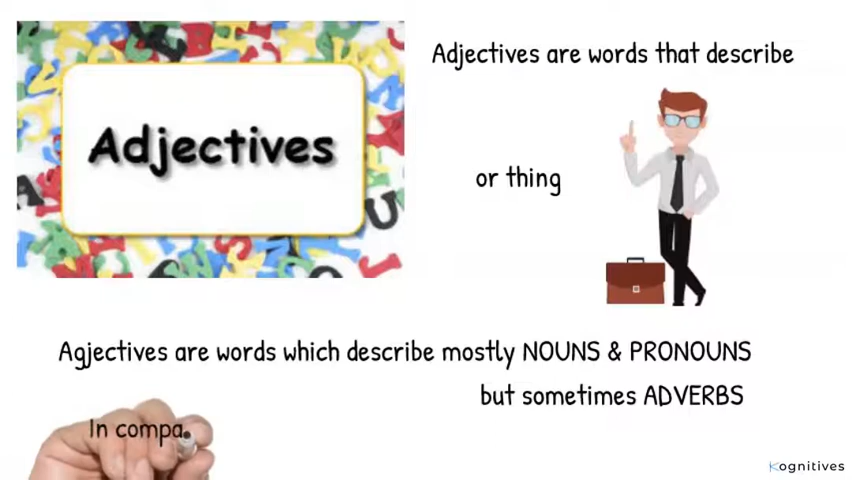 Adjectives
Adjectives are words that describe
or thing
Agjectives are words which describe mostly NOUNS & PRONOUNS
but sometimes ADVERBS
In compa
Kognitives